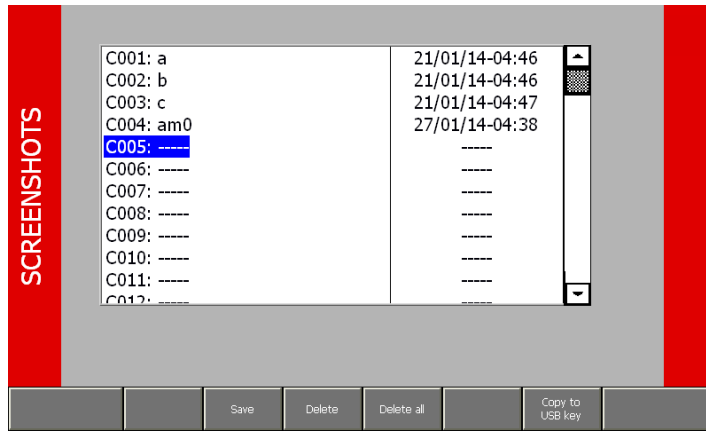 SCREENSHOTS
C001: a 21/01/14-04:46
C002: b 21/01/14-04:46
C003: c 21/01/14-04:47
C004: am0 27/01/14-04:38
C005: ----- -----
C006: ----- -----
C007: ----- -----
C008: ----- -----
C009: ----- -----
C010: ----- -----
C011: ----- -----
C012: ----- -----
Save Delete Delete all Copy to
USB key